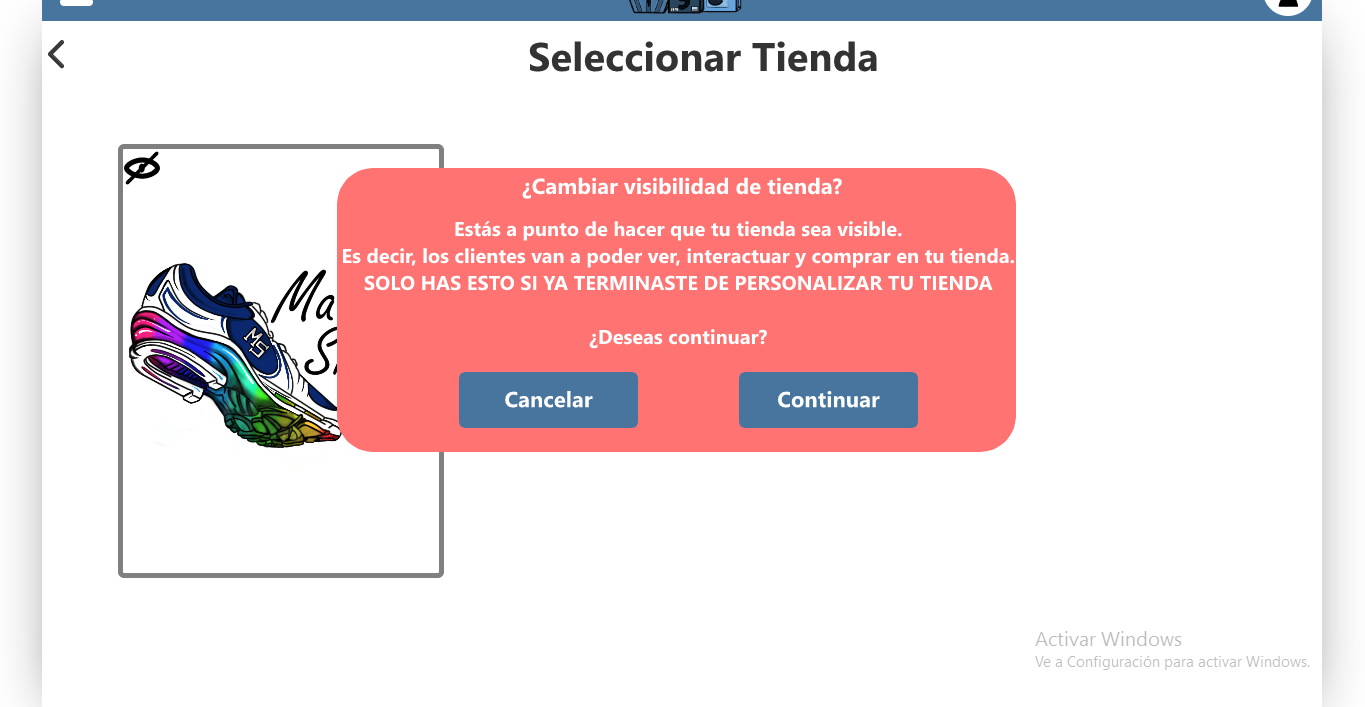 Seleccionar Tienda
¿Cambiar visibilidad de tienda?
Estás a punto de hacer que tu tienda sea visible.
Es decir, los clientes van a poder ver, interactuar y comprar en tu tienda.
SOLO HAS ESTO SI YA TERMINASTE DE PERSONALIZAR TU TIENDA
¿Deseas continuar?
Cancelar Continuar
Ma
MS
Activar Windows
Ve a Configuración para activar Windows.